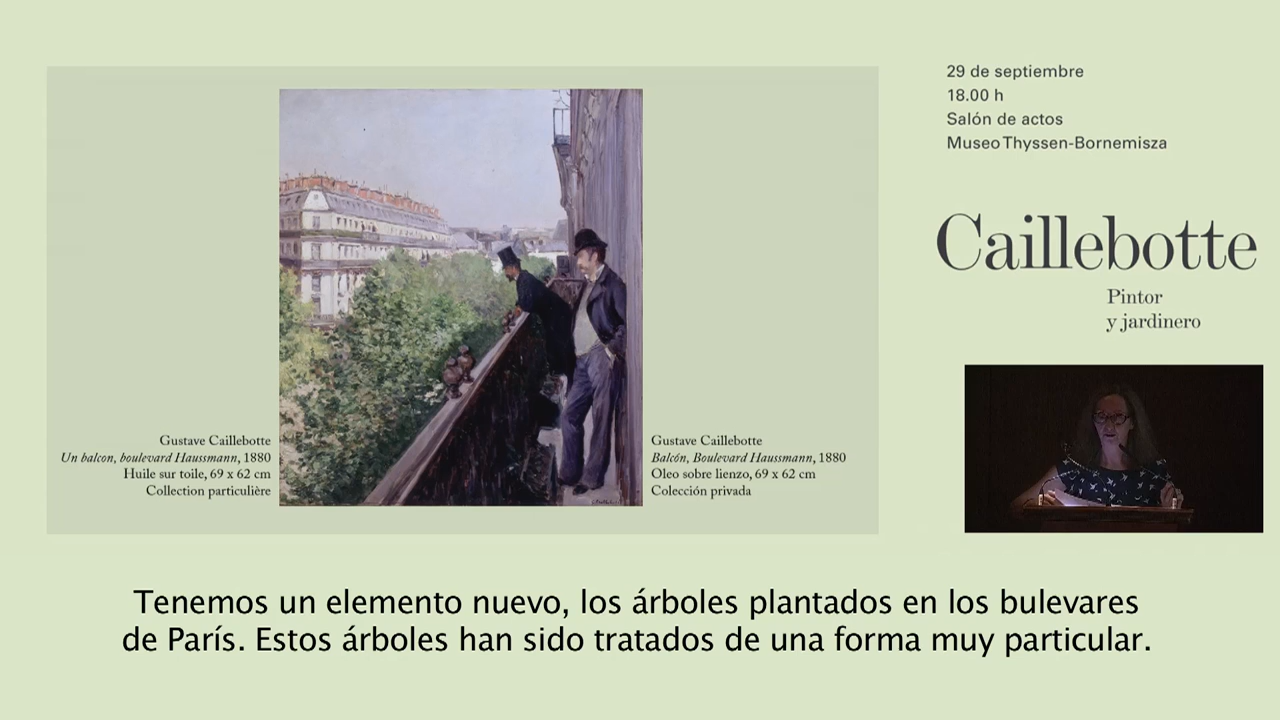 29 de septiembre
18.00 h
Salón de actos
Museo Thyssen-Bornemisza
Caillebotte
Pintor
y jardinero
Gustave Caillebotte
Un balcon, boulevard Haussmann, 1880
Huile sur toile, 69 x 62 cm
Collection particulière
Gustave Caillebotte
Balcón, Boulevard Haussmann, 1880
Oleo sobre lienzo, 69 x 62 cm
Colección privada
Tenemos un elemento nuevo, los árboles plantados en los bulevares
de París. Estos árboles han sido tratados de una forma muy particular.